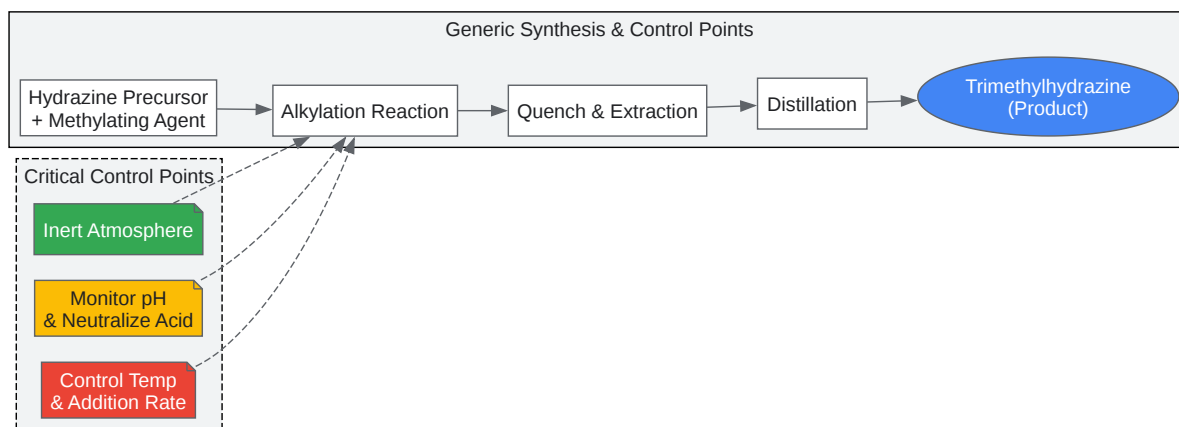 Generic Synthesis & Control Points
Hydrazine Precursor
+ Methylating Agent
Alkylation Reaction
Quench & Extraction
Distillation
Trimethylhydrazine
(Product)
Critical Control Points
Inert Atmosphere
Monitor pH
& Neutralize Acid
Control Temp
& Addition Rate